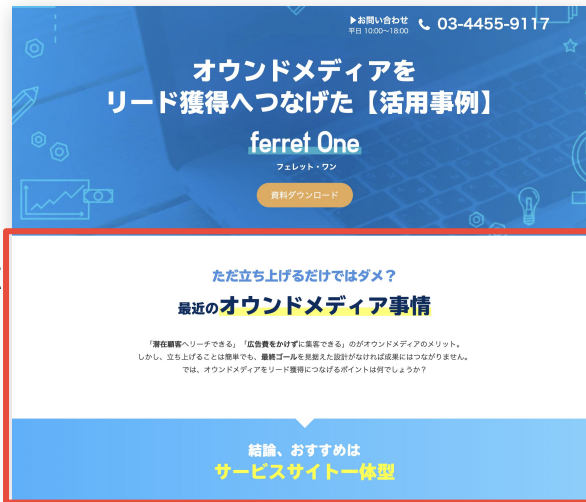 ▶お問い合わせ
平日 10:00〜18:00
03-4455-9117
オウンドメディアを
リード獲得へつなげた【活用事例】
ferret One
フェレット・ワン
資料ダウンロード
ただ立ち上げるだけではダメ？
最近のオウンドメディア事情
「潜在顧客へリーチできる」「広告費をかけずに集客できる」のがオウンドメディアのメリット。
しかし、立ち上げることは簡単でも、最終ゴールを見据えた設計がなければ成果にはつながりません。
では、オウンドメディアをリード獲得につなげるポイントは何でしょうか？
結論、おすすめは
サービスサイト一体型